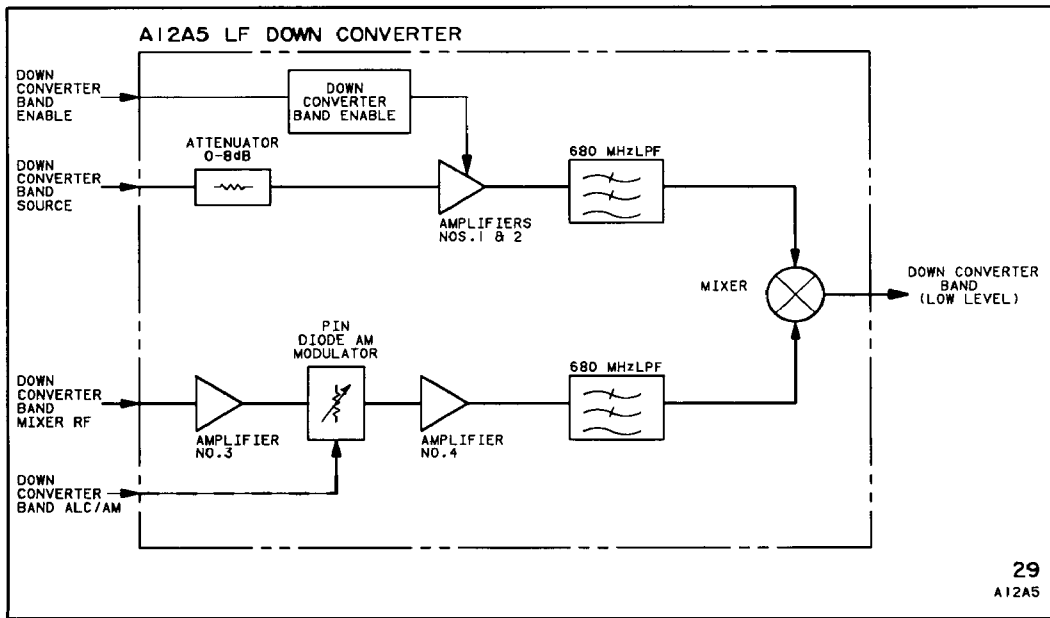 A12A5 LF DOWN CONVERTER
DOWN
CONVERTER
BAND
ENABLE
DOWN
CONVERTER
BAND ENABLE
ATTENUATOR
0-8dB
DOWN
CONVERTER
BAND
SOURCE
AMPLIFIERS
NOS.1 & 2
680 MHzLPF
MIXER
DOWN CONVERTER
BAND
(LOW LEVEL)
PIN
DIODE AM
MODULATOR
DOWN
CONVERTER
BAND
MIXER RF
AMPLIFIER
NO.3
AMPLIFIER
NO.4
680 MHzLPF
DOWN
CONVERTER
BAND ALC/AM
29
A12A5